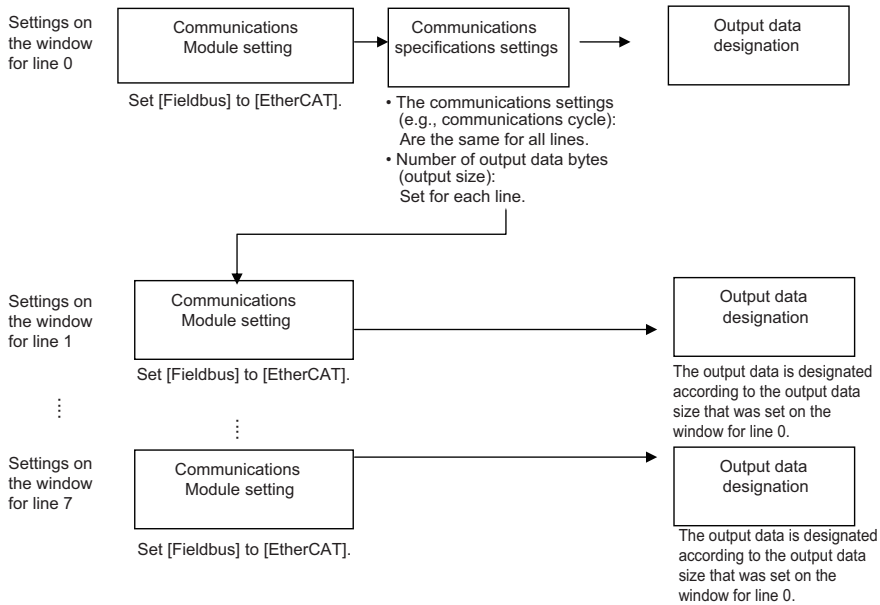 Settings on
the window
for line 0
Communications
Module setting
Set [Fieldbus] to [EtherCAT].
Communications
specifications settings
• The communications settings
(e.g., communications cycle):
Are the same for all lines.
• Number of output data bytes
(output size):
Set for each line.
Output data
designation
Settings on
the window
for line 1
Communications
Module setting
Set [Fieldbus] to [EtherCAT].
Output data
designation
The output data is designated
according to the output data
size that was set on the
window for line 0.
Settings on
the window
for line 7
Communications
Module setting
Set [Fieldbus] to [EtherCAT].
Output data
designation
The output data is designated
according to the output data
size that was set on the
window for line 0.